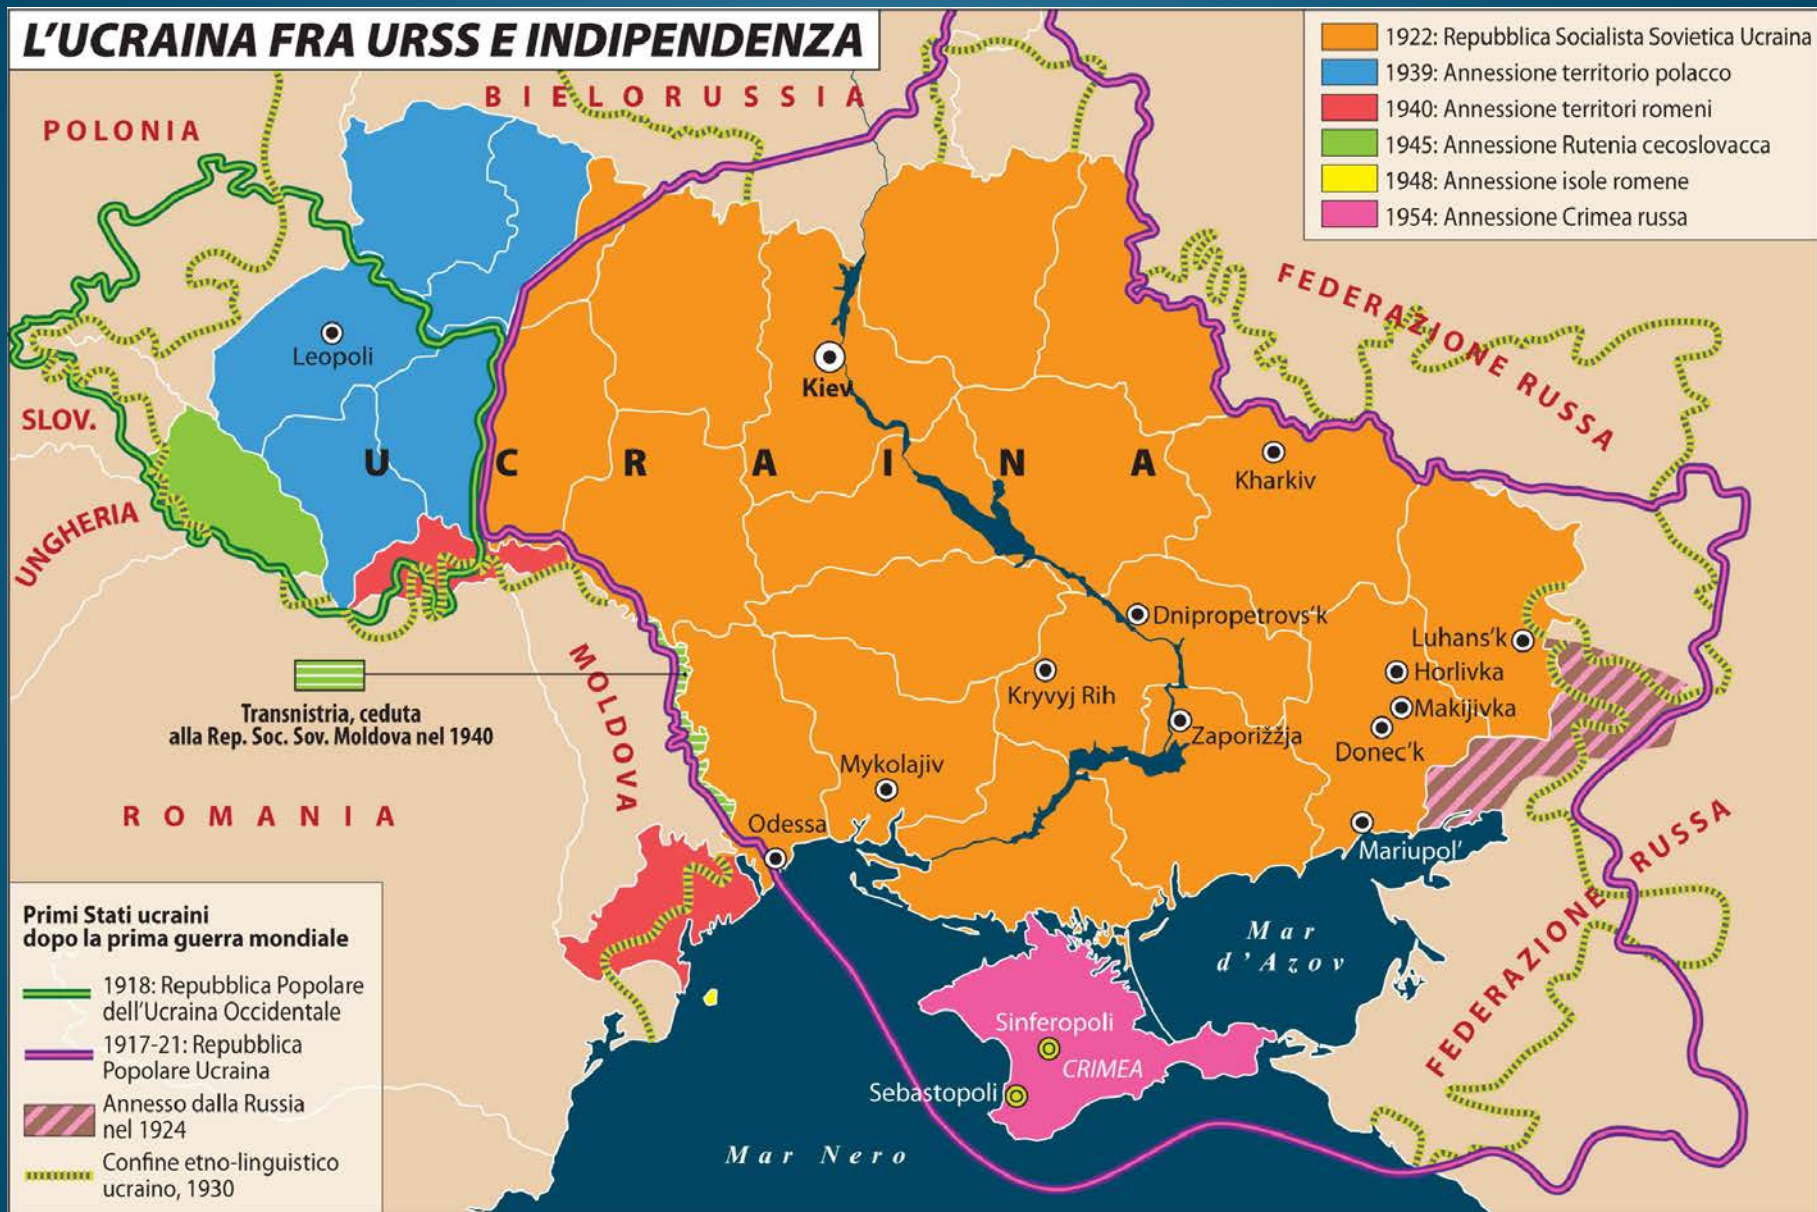 L'UCRAINA FRA URSS E INDIPENDENZA
1922: Repubblica Socialista Sovietica Ucraina
1939: Annessione territorio polacco
1940: Annessione territori romeni
1945: Annessione Rutenia cecoslovacca
1948: Annessione isole romene
1954: Annessione Crimea russa
BIELORUSSIA
POLONIA
FEDERAZIONE RUSSA
Leopoli
Kiev
SLOV.
UCRAINA
Kharkiv
UNGHERIA
Dnipropetrovs'k
Luhans'k
Horlivka
Kryvyj Rih
Makijivka
MOLDOVA
Zaporižžja
Donec'k
Transnistria, ceduta
alla Rep. Soc. Sov. Moldova nel 1940
Mykolajiv
ROMANIA
Odessa
Mariupol'
FEDERAZIONE RUSSA
Mar
d'Azov
Sinferopoli
CRIMEA
Sebastopoli
Mar Nero
Primi Stati ucraini
dopo la prima guerra mondiale
1918: Repubblica Popolare
dell'Ucraina Occidentale
1917-21: Repubblica
Popolare Ucraina
Annesso dalla Russia
nel 1924
Confine etno-linguistico
ucraino, 1930